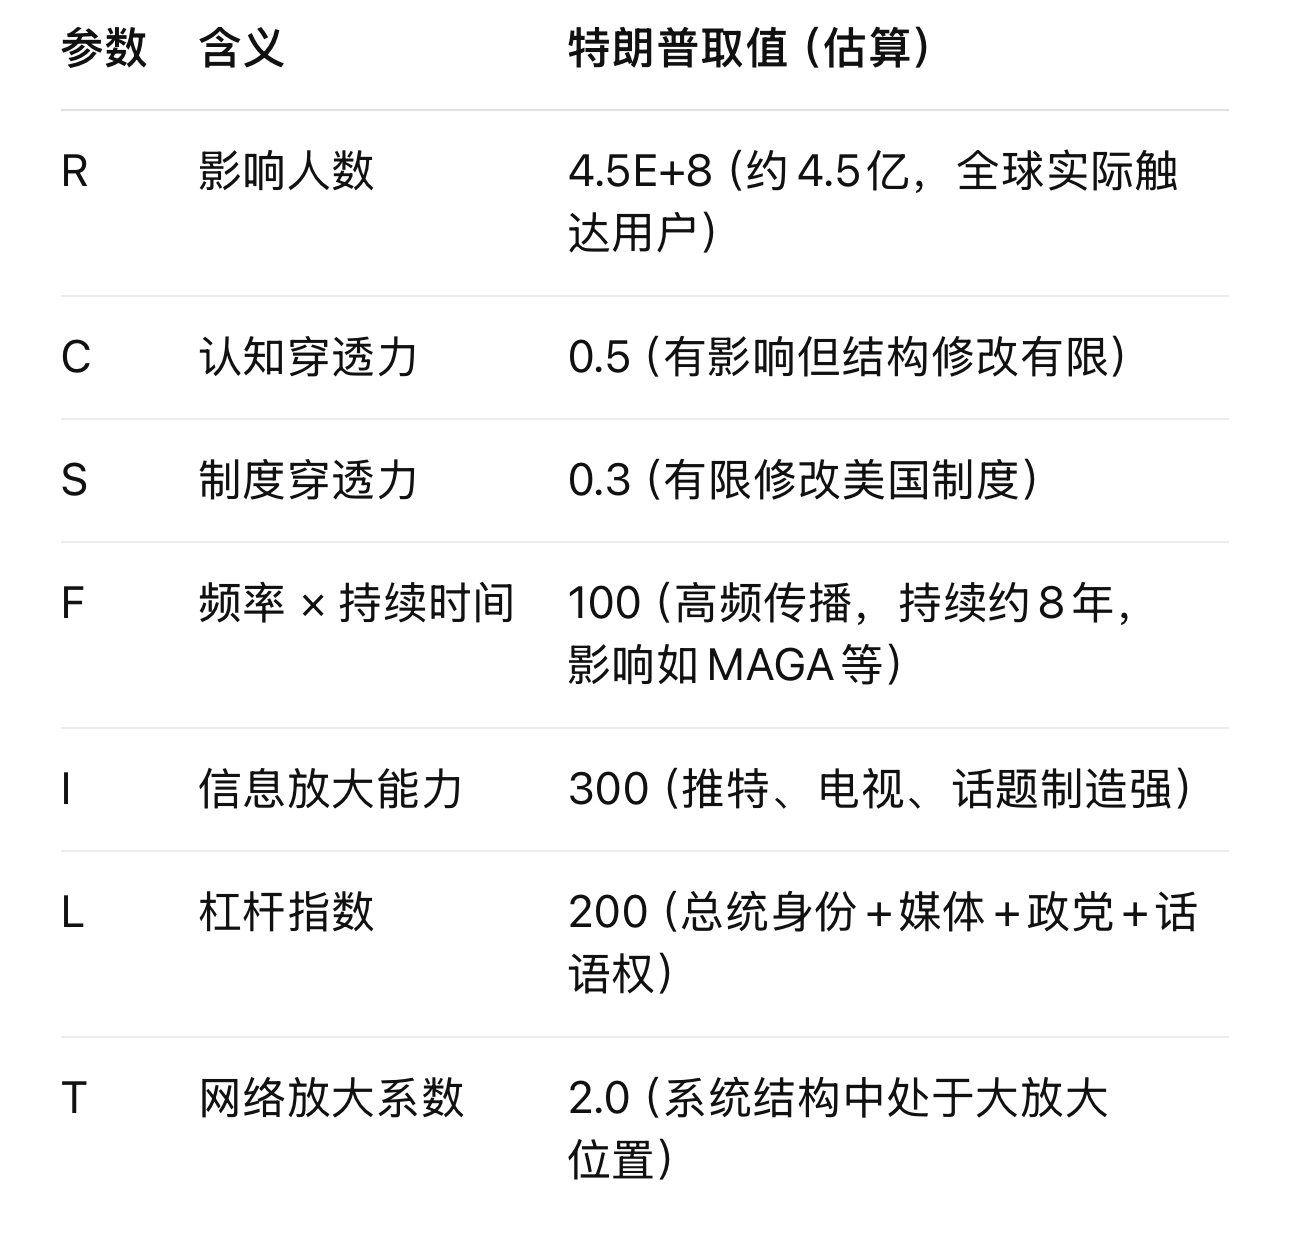 参数 含义 特朗普取值（估算）
R 影响人数 4.5E+8（约 4.5 亿，全球实际触
达用户）
C 认知穿透力 0.5（有影响但结构修改有限）
S 制度穿透力 0.3（有限修改美国制度）
F 频率 × 持续时间 100（高频传播，持续约 8 年，
影响如 MAGA 等）
I 信息放大能力 300（推特、电视、话题制造强）
L 杠杆指数 200（总统身份 + 媒体 + 政党 + 话
语权）
T 网络放大系数 2.0（系统结构中处于大放大
位置）